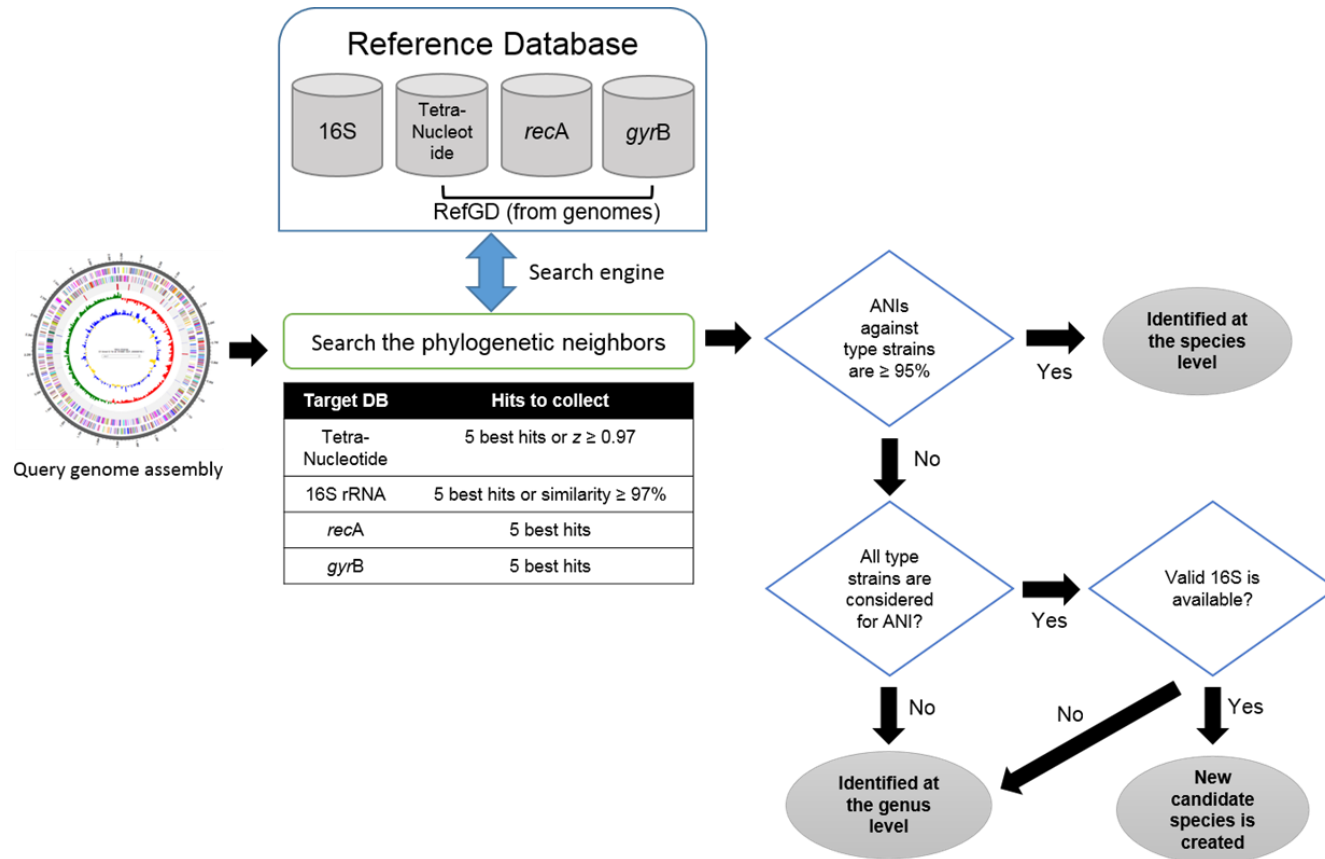 Reference Database
16S
Tetra-
Nucleot
ide
recA
gyrB
RefGD (from genomes)
Search engine
Query genome assembly
Search the phylogenetic neighbors
Target DB Hits to collect
Tetra-
Nucleotide
5 best hits or z ≥ 0.97
16S rRNA 5 best hits or similarity ≥ 97%
recA 5 best hits
gyrB 5 best hits
ANIs
against
type strains
are ≥ 95%
Yes
Identified at
the species
level
No
All type
strains are
considered
for ANI?
Yes
Valid 16S is
available?
No
No
Yes
Identified at
the genus
level
New
candidate
species is
created